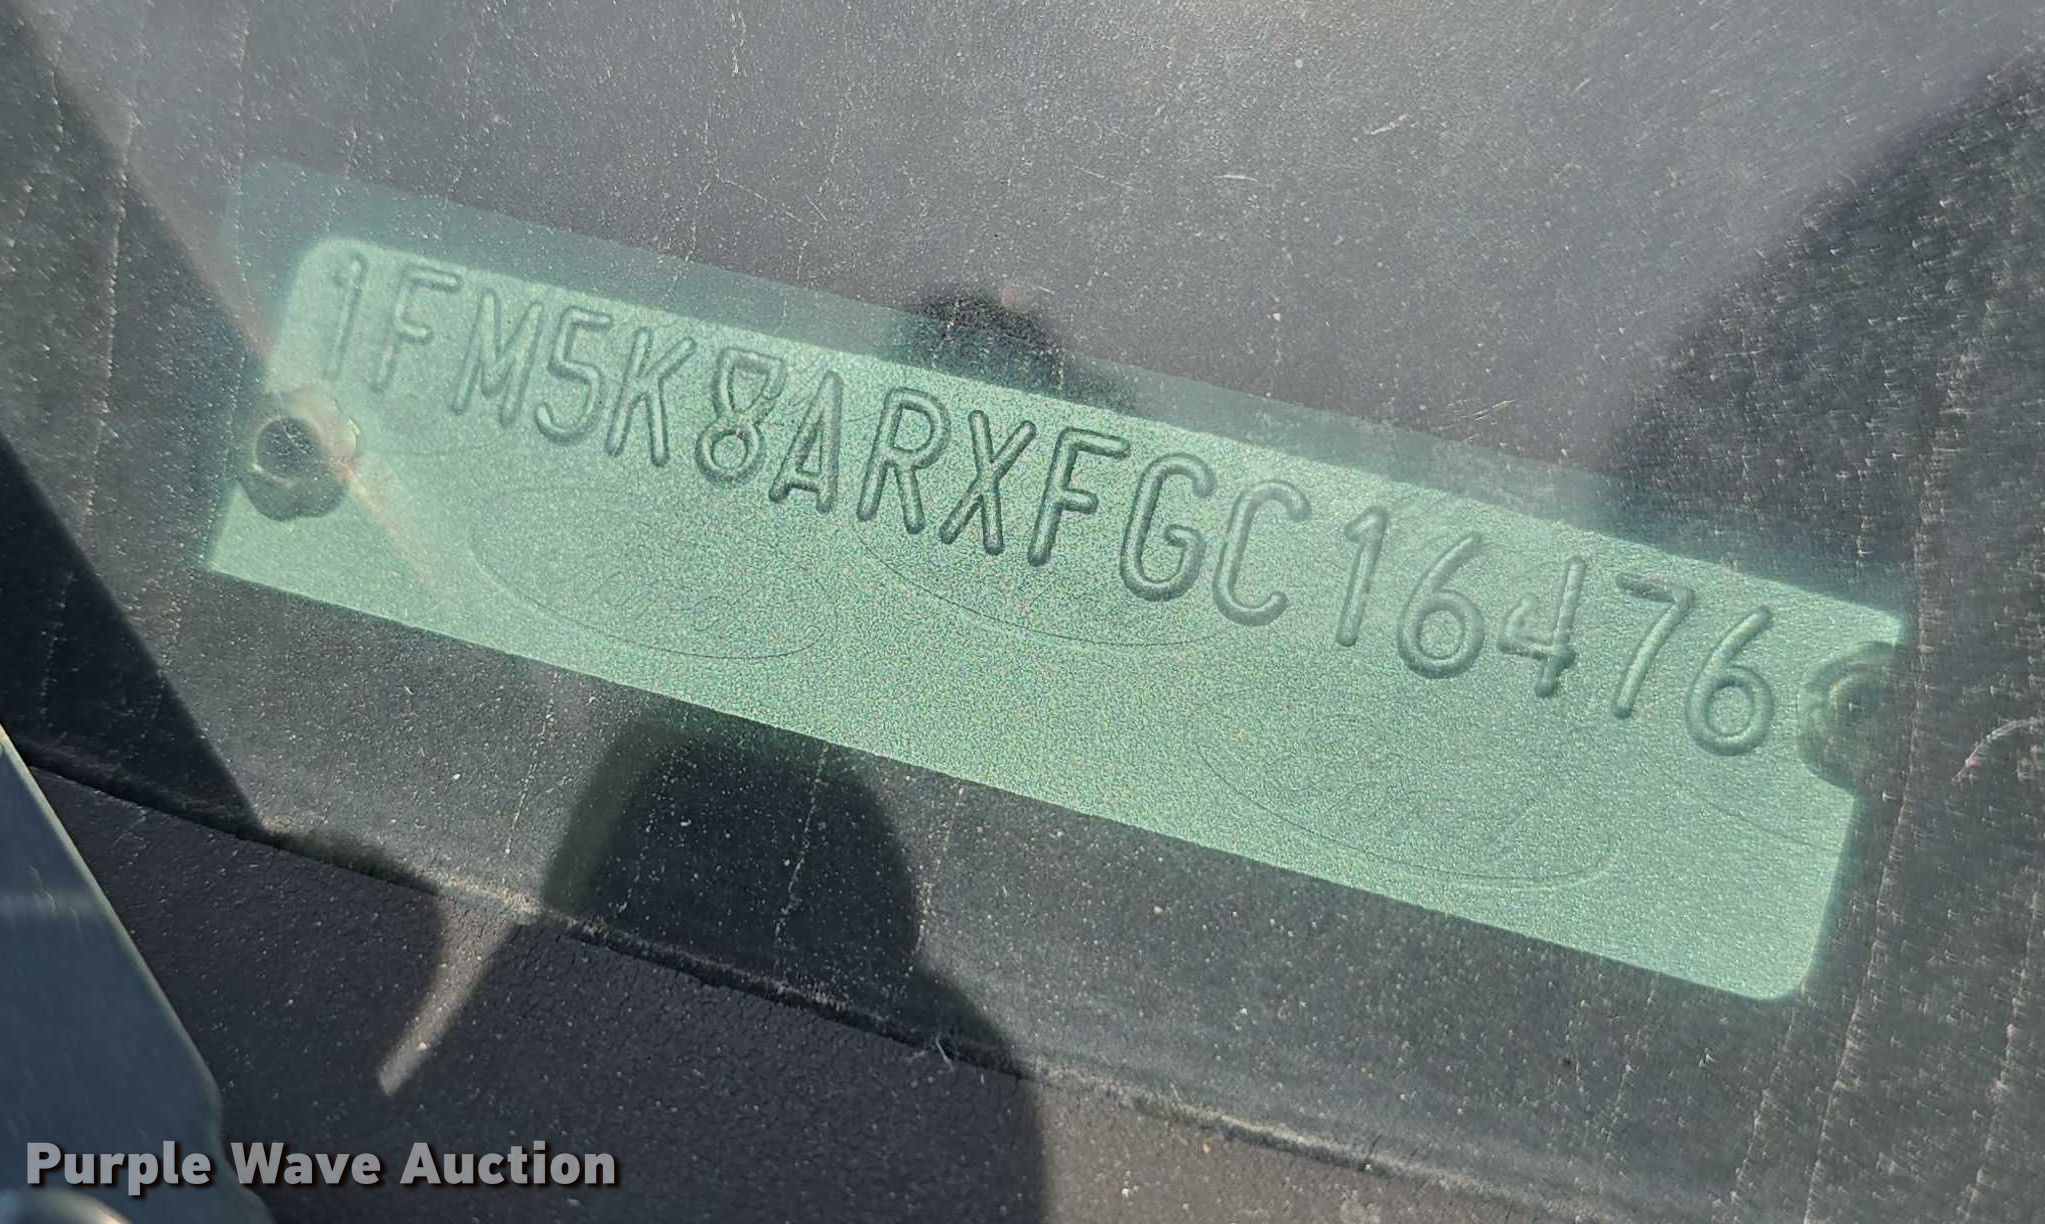 1FM5K8ARXFGC16476
Purple Wave Auction